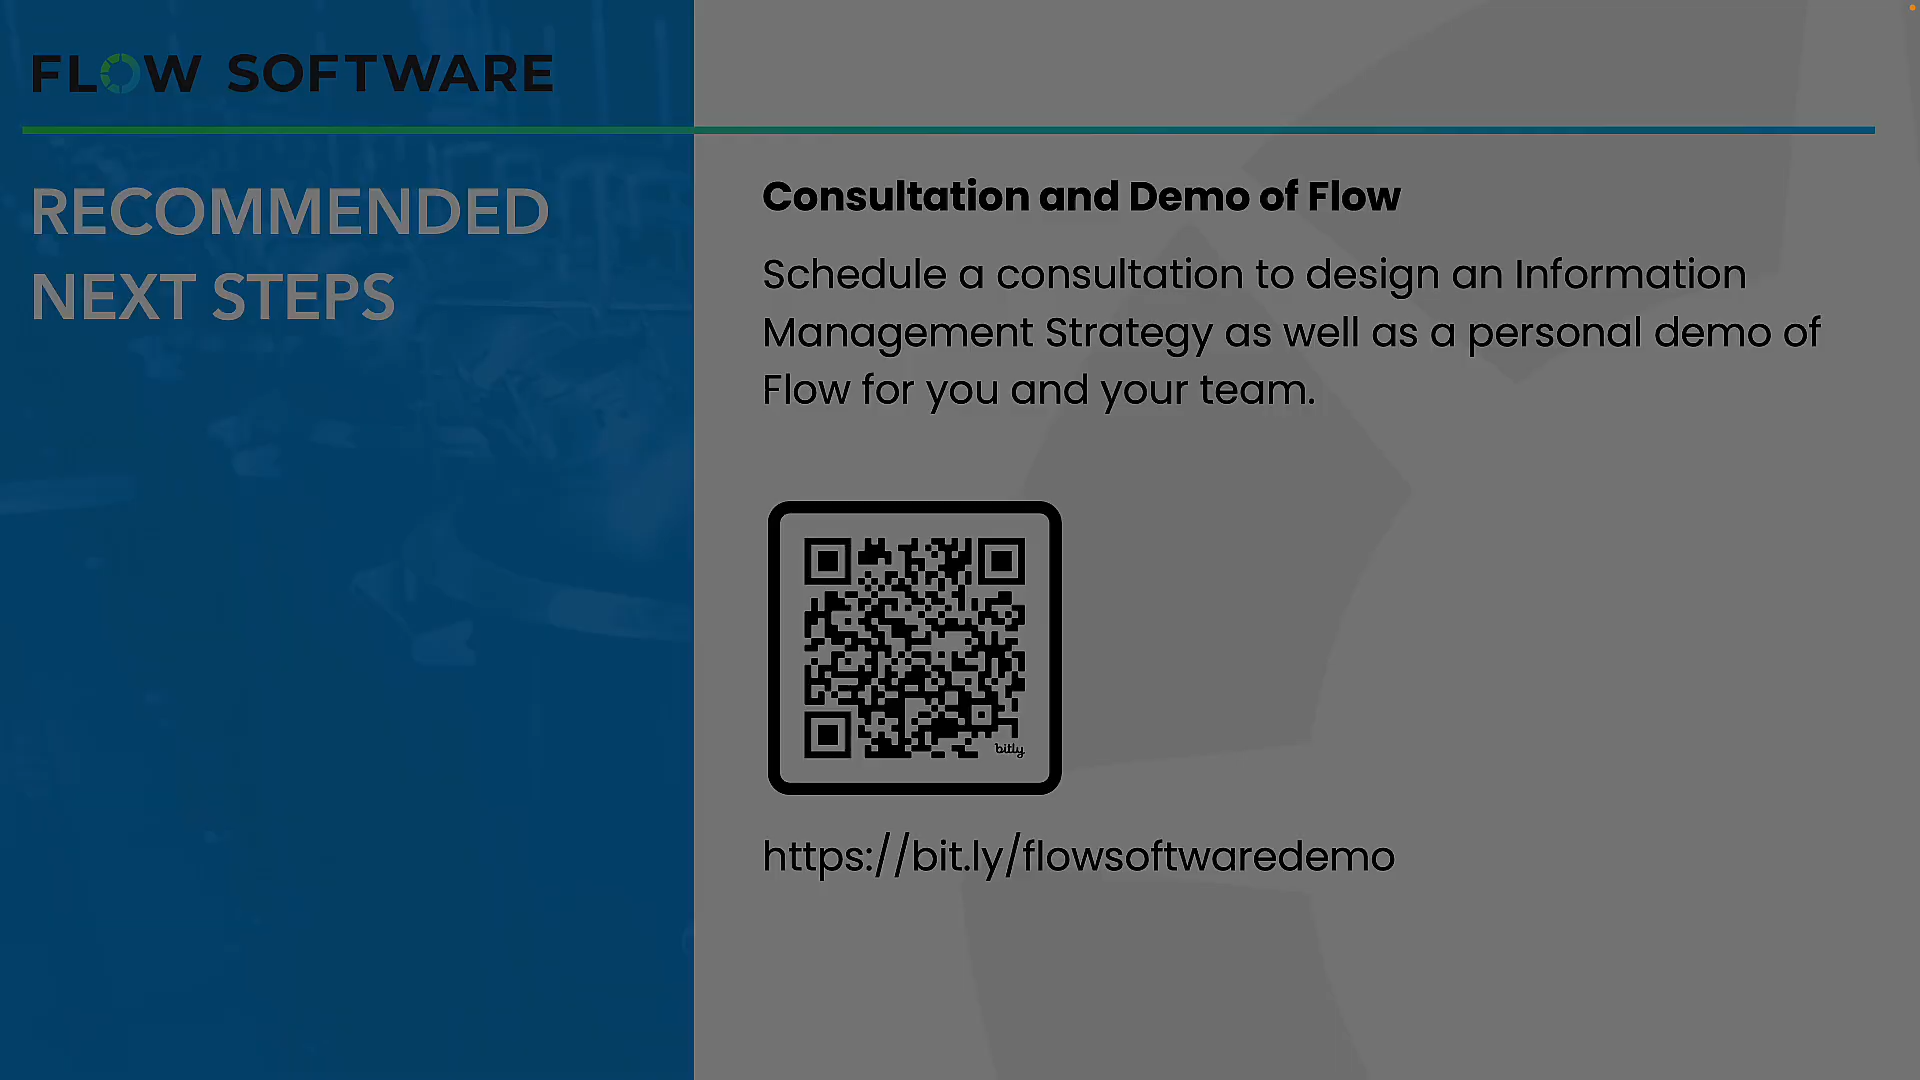 FLOW SOFTWARE
RECOMMENDED
NEXT STEPS
Consultation and Demo of Flow
Schedule a consultation to design an Information
Management Strategy as well as a personal demo of
Flow for you and your team.
bitly
https://bit.ly/flowsoftwaredemo